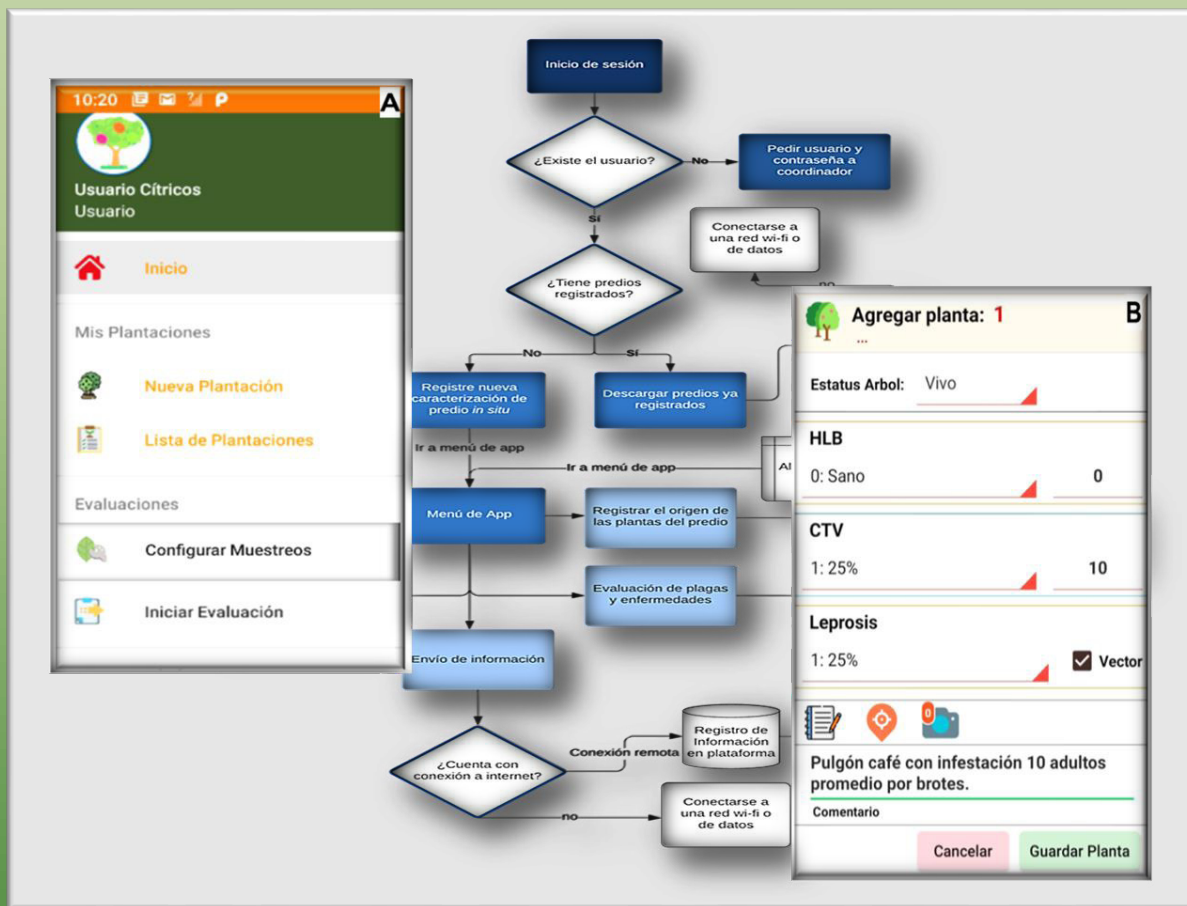 10:20
A
Usuario Cítricos
Usuario
Inicio
Mis Plantaciones
Nueva Plantación
Lista de Plantaciones
Evaluaciones
Configurar Muestreos
Iniciar Evaluación
Inicio de sesión
¿Existe el usuario?
No
Pedir usuario y
contraseña a
coordinador
Sí
Conectarse a
una red wi-fi o
de datos
no
¿Tiene predios
registrados?
No
Sí
Registre nueva
caracterización de
predio in situ
Descargar predios ya
registrados
Ir a menú de app
Ir a menú de app
Menú de App
Registrar el origen de
las plantas del predio
Evaluación de plagas
y enfermedades
Envío de información
¿Cuenta con
conexión a internet?
Conexión remota
Registro de
Información
en plataforma
no
Conectarse a
una red wi-fi o
de datos
Agregar planta: 1
B
...
Estatus Arbol: Vivo
HLB
0: Sano 0
CTV
1: 25% 10
Leprosis
1: 25% Vector
0
Pulgón café con infestación 10 adultos
promedio por brotes.
Comentario
Cancelar Guardar Planta